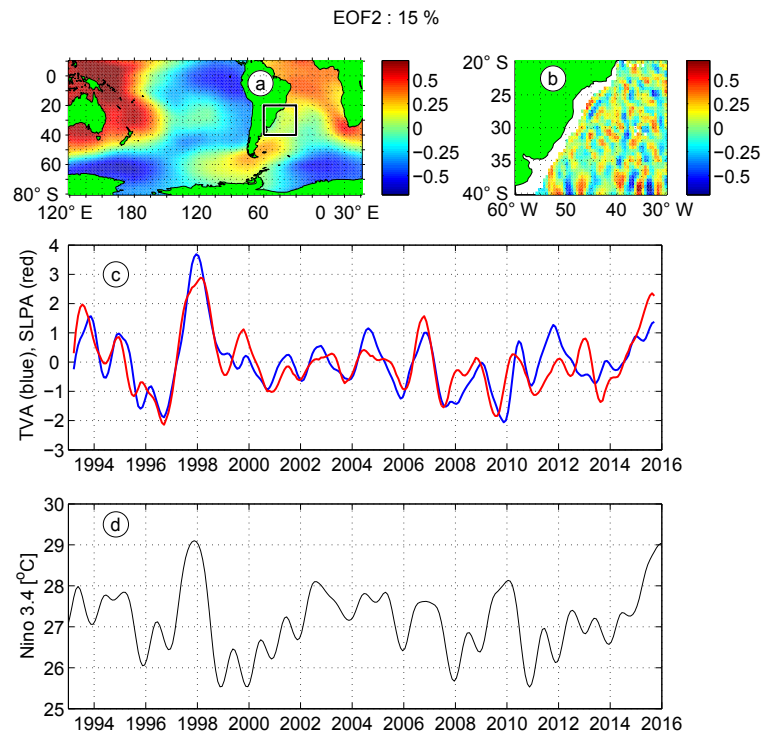 EOF2 : 15 %
a
0
20
40
60
80° S
120° E
180
120
60
0
30° E
0.5
0.25
0
−0.25
−0.5
b
20° S
25
30
35
40° S
60 W
50
40
30 W
0.5
0.25
0
−0.25
−0.5
TVA (blue), SLPA (red)
c
4
3
2
1
0
−1
−2
−3
1994 1996 1998 2000 2002 2004 2006 2008 2010 2012 2014 2016
Nino 3.4 [°C]
d
30
29
28
27
26
25
1994 1996 1998 2000 2002 2004 2006 2008 2010 2012 2014 2016